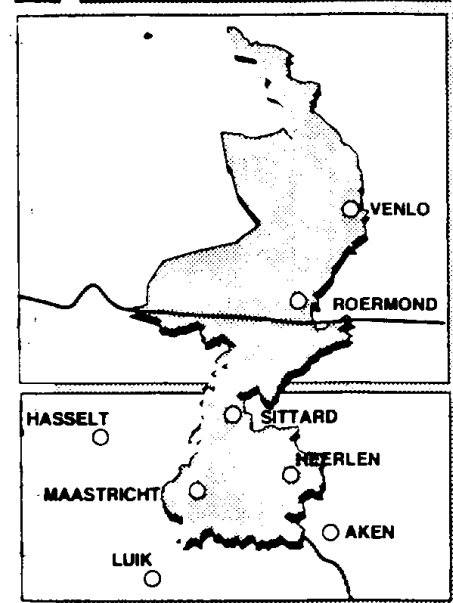 VENLO
ROERMOND
HASSELT
SITTARD
HEERLEN
MAASTRICHT
AKEN
LUIK